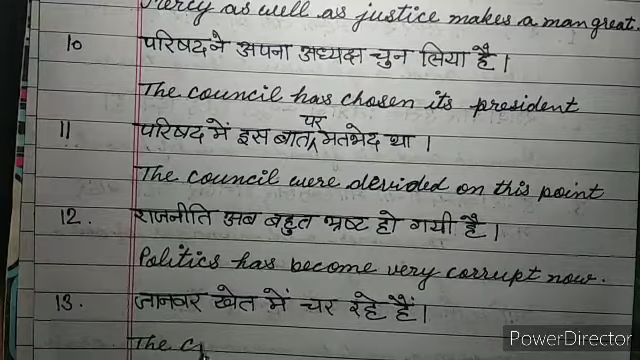 Mercy as well as justice makes a man great.
10 परिषद ने अपना अध्यक्ष चुन लिया है।
The council has chosen its president
11 परिषद में इस बात पर मतभेद था।
The council were devided on this point
12. राजनीति अब बहुत भ्रष्ट हो गयी है।
Politics has become very corrupt now.
13. जानवर खेत में चर रहे हैं।
The
PowerDirector